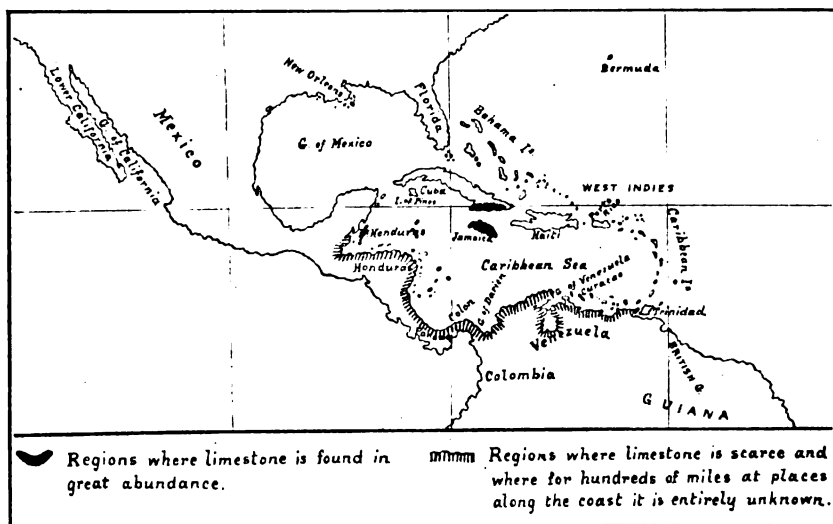 Bermuda
New Orleans
Florida
Lower California
G. of California
Mexico
G. of Mexico
Bahama Is.
Cuba
I. of Pines
WEST INDIES
Jamaica
Haiti
Caribbean Is
G. of Honduras
Honduras
Caribbean Sea
G. of Venezuela
Curacao
Colon
G. of Darien
Trinidad
Venezuela
Colombia
BRITISH G.
GUIANA
Regions where limestone is found in
great abundance.
Regions where limestone is scarce and
where for hundreds of miles at places
along the coast it is entirely unknown.